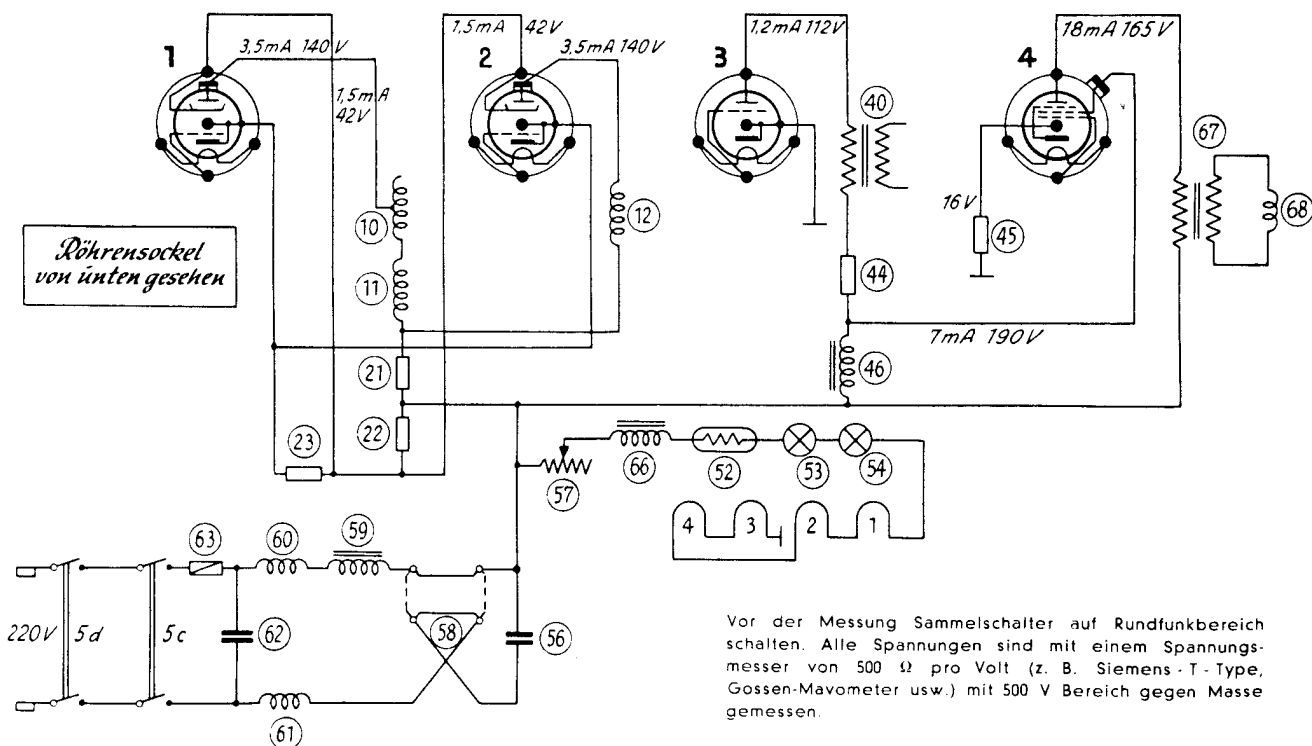 1
3,5mA 140V
1,5mA
42V
1,5mA 42V
2
3,5mA 140V
3
1,2mA 112V
4
18mA 165V
40
67
68
10
12
16V
45
Röhrensockel
von unten gesehen
11
44
7mA 190V
21
46
22
23
66
52
53
54
57
4
3
2
1
63
60
59
220V
5d
5c
62
58
56
61
Vor der Messung Sammelschalter auf Rundfunkbereich
schalten. Alle Spannungen sind mit einem Spannungs-
messer von 500 Ω pro Volt (z. B. Siemens - T - Type,
Gossen-Mavometer usw.) mit 500 V Bereich gegen Masse
gemessen.